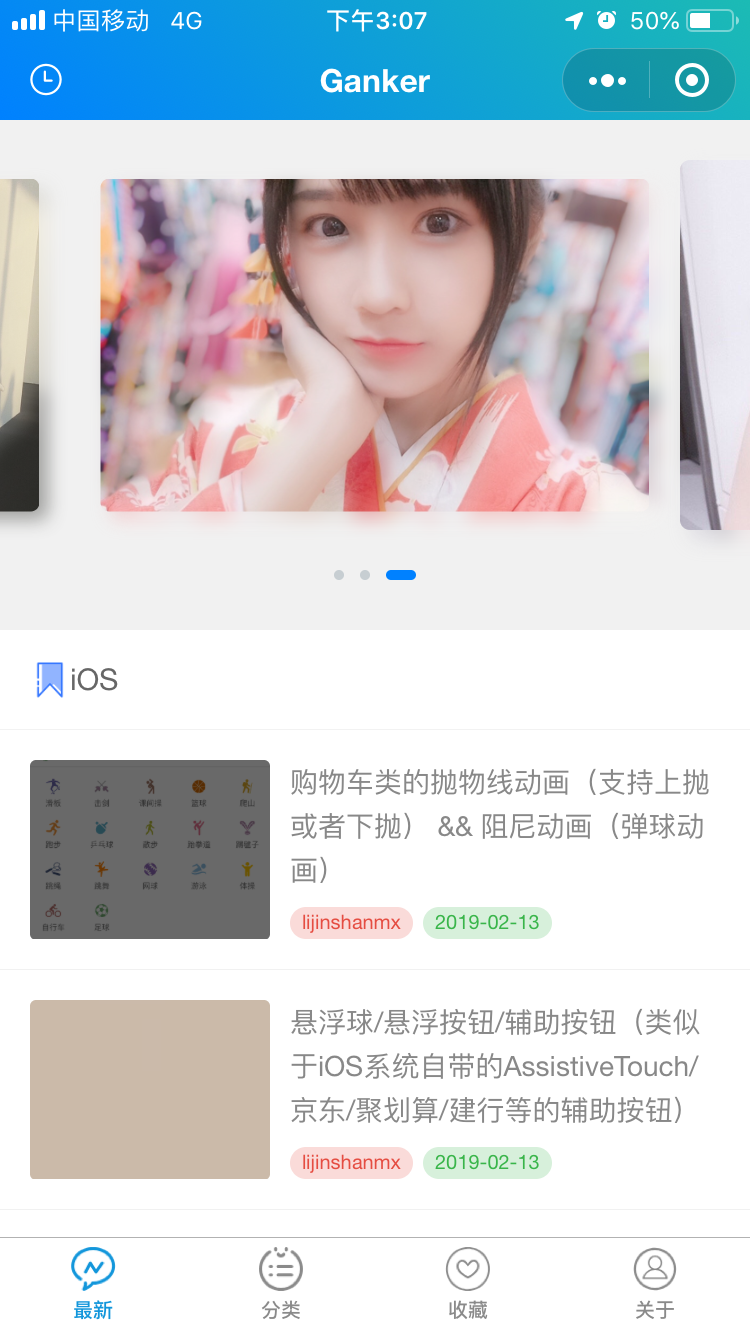 中国移动 4G 下午3:07 50%
Ganker
iOS
滑板 击剑 课间操 篮球 爬山
跑步 乒乓球 散步 跆拳道 踢毽子
跳绳 跳舞 网球 游泳 体操
自行车 足球
购物车类的抛物线动画（支持上抛
或者下抛） && 阻尼动画（弹球动
画）
lijinshanmx 2019-02-13
悬浮球/悬浮按钮/辅助按钮（类似
于iOS系统自带的AssistiveTouch/
京东/聚划算/建行等的辅助按钮）
lijinshanmx 2019-02-13
最新 分类 收藏 关于